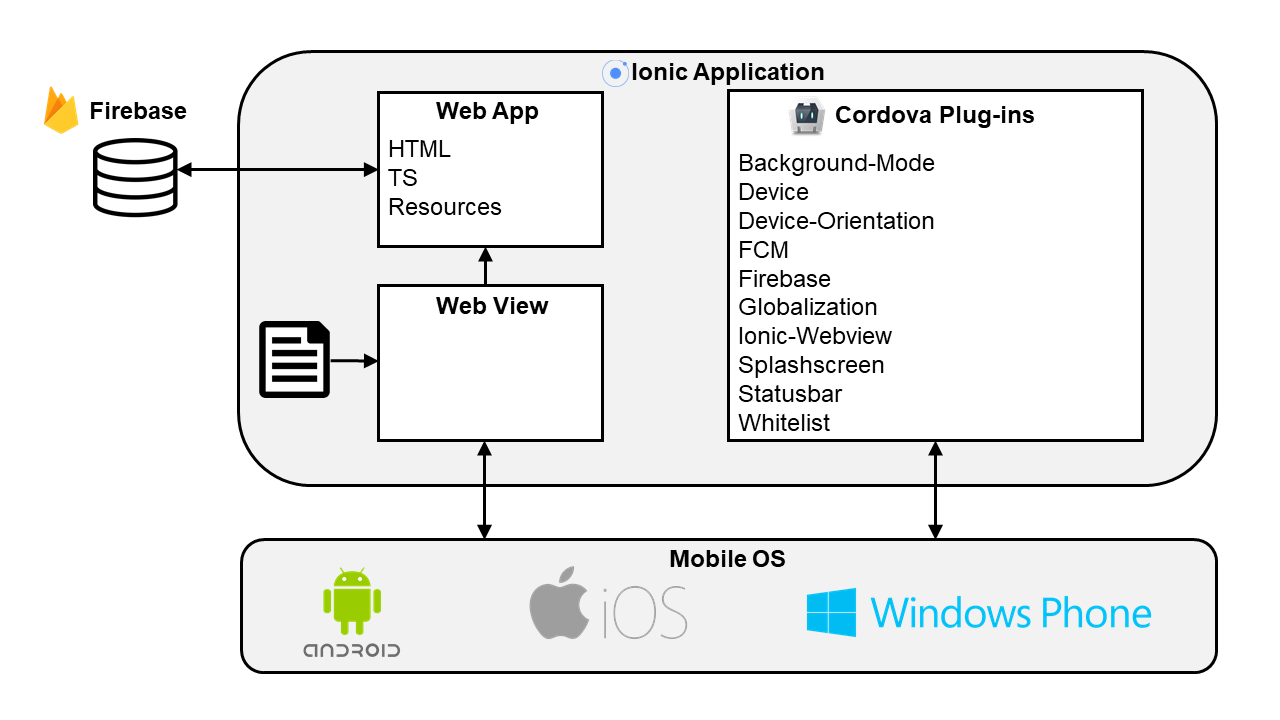 Ionic Application
Firebase
Web App
HTML
TS
Resources
Web View
Cordova Plug-ins
Background-Mode
Device
Device-Orientation
FCM
Firebase
Globalization
Ionic-Webview
Splashscreen
Statusbar
Whitelist
Mobile OS
ANDROID
iOS
Windows Phone